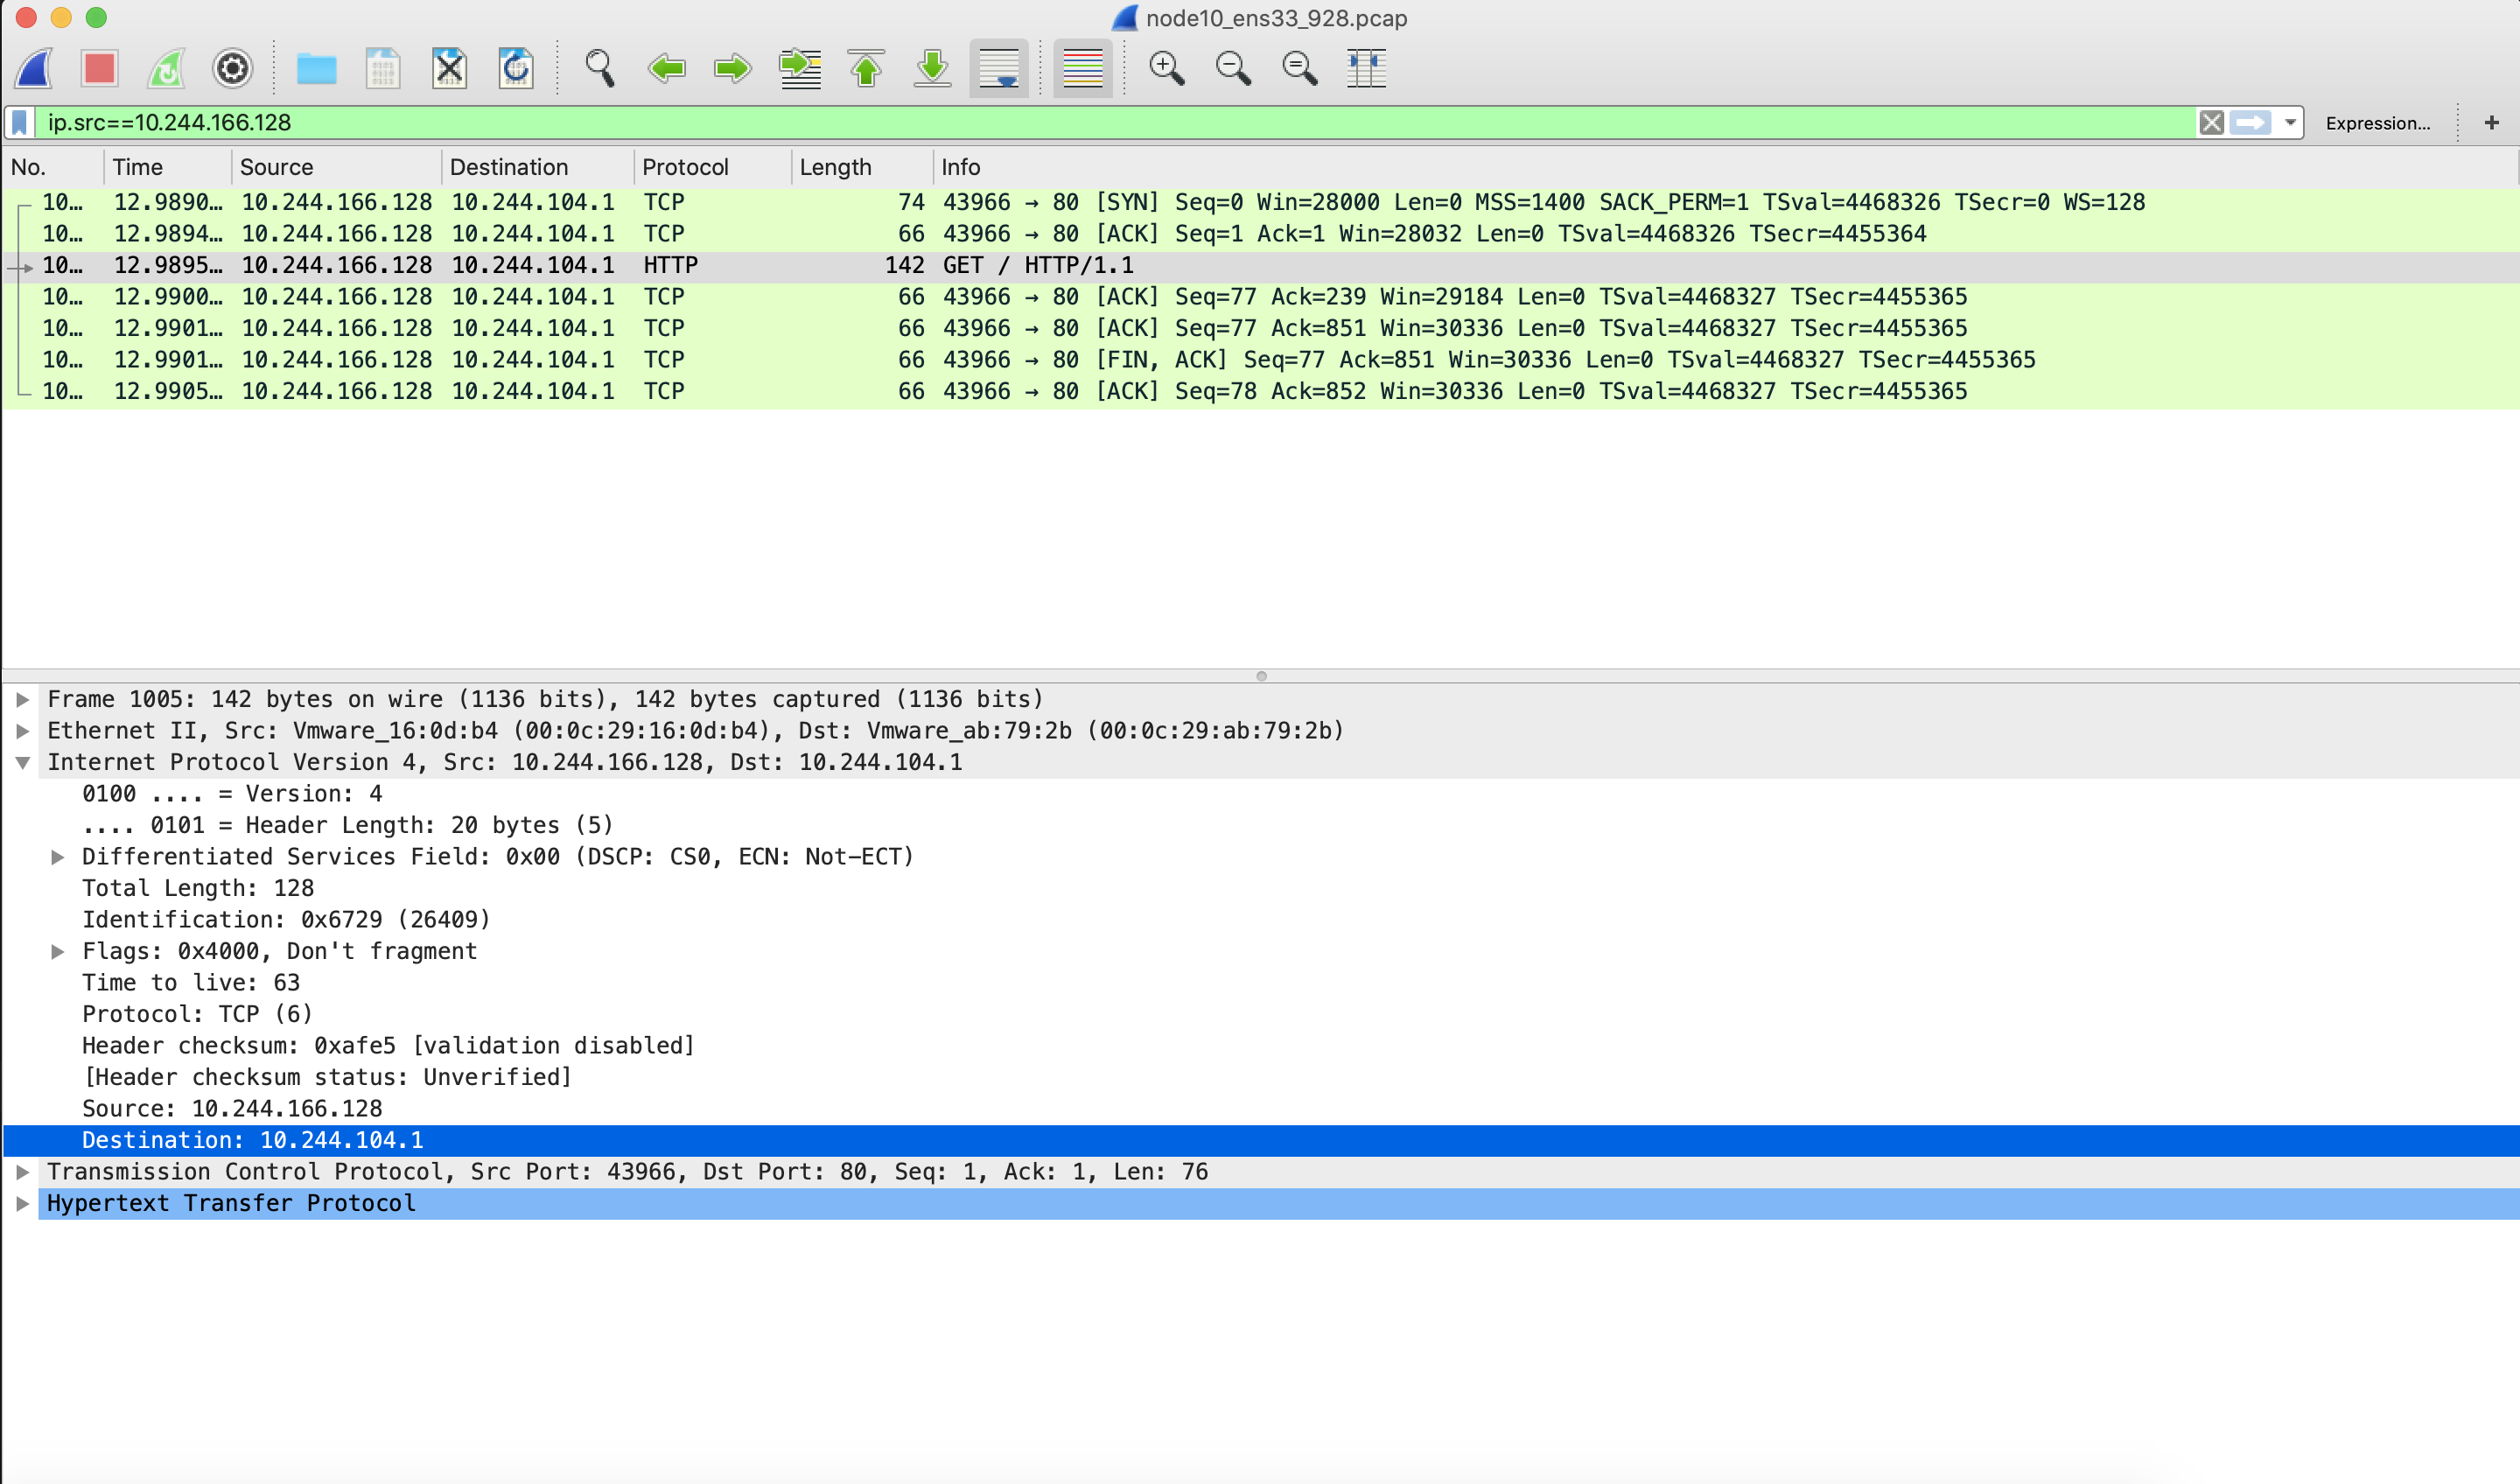 node10_ens33_928.pcap
ip.src==10.244.166.128 Expression... +
No. Time Source Destination Protocol Length Info
10… 12.9890… 10.244.166.128 10.244.104.1 TCP 74 43966 → 80 [SYN] Seq=0 Win=28000 Len=0 MSS=1400 SACK_PERM=1 TSval=4468326 TSecr=0 WS=128
10… 12.9894… 10.244.166.128 10.244.104.1 TCP 66 43966 → 80 [ACK] Seq=1 Ack=1 Win=28032 Len=0 TSval=4468326 TSecr=4455364
10… 12.9895… 10.244.166.128 10.244.104.1 HTTP 142 GET / HTTP/1.1
10… 12.9900… 10.244.166.128 10.244.104.1 TCP 66 43966 → 80 [ACK] Seq=77 Ack=239 Win=29184 Len=0 TSval=4468327 TSecr=4455365
10… 12.9901… 10.244.166.128 10.244.104.1 TCP 66 43966 → 80 [ACK] Seq=77 Ack=851 Win=30336 Len=0 TSval=4468327 TSecr=4455365
10… 12.9901… 10.244.166.128 10.244.104.1 TCP 66 43966 → 80 [FIN, ACK] Seq=77 Ack=851 Win=30336 Len=0 TSval=4468327 TSecr=4455365
10… 12.9905… 10.244.166.128 10.244.104.1 TCP 66 43966 → 80 [ACK] Seq=78 Ack=852 Win=30336 Len=0 TSval=4468327 TSecr=4455365
Frame 1005: 142 bytes on wire (1136 bits), 142 bytes captured (1136 bits)
Ethernet II, Src: Vmware_16:0d:b4 (00:0c:29:16:0d:b4), Dst: Vmware_ab:79:2b (00:0c:29:ab:79:2b)
Internet Protocol Version 4, Src: 10.244.166.128, Dst: 10.244.104.1
0100 .... = Version: 4
.... 0101 = Header Length: 20 bytes (5)
Differentiated Services Field: 0x00 (DSCP: CS0, ECN: Not-ECT)
Total Length: 128
Identification: 0x6729 (26409)
Flags: 0x4000, Don't fragment
Time to live: 63
Protocol: TCP (6)
Header checksum: 0xafe5 [validation disabled]
[Header checksum status: Unverified]
Source: 10.244.166.128
Destination: 10.244.104.1
Transmission Control Protocol, Src Port: 43966, Dst Port: 80, Seq: 1, Ack: 1, Len: 76
Hypertext Transfer Protocol